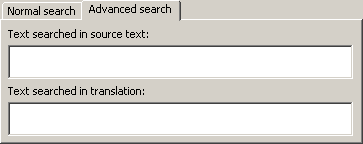 Normal search
Advanced search
Text searched in source text:
Text searched in translation: